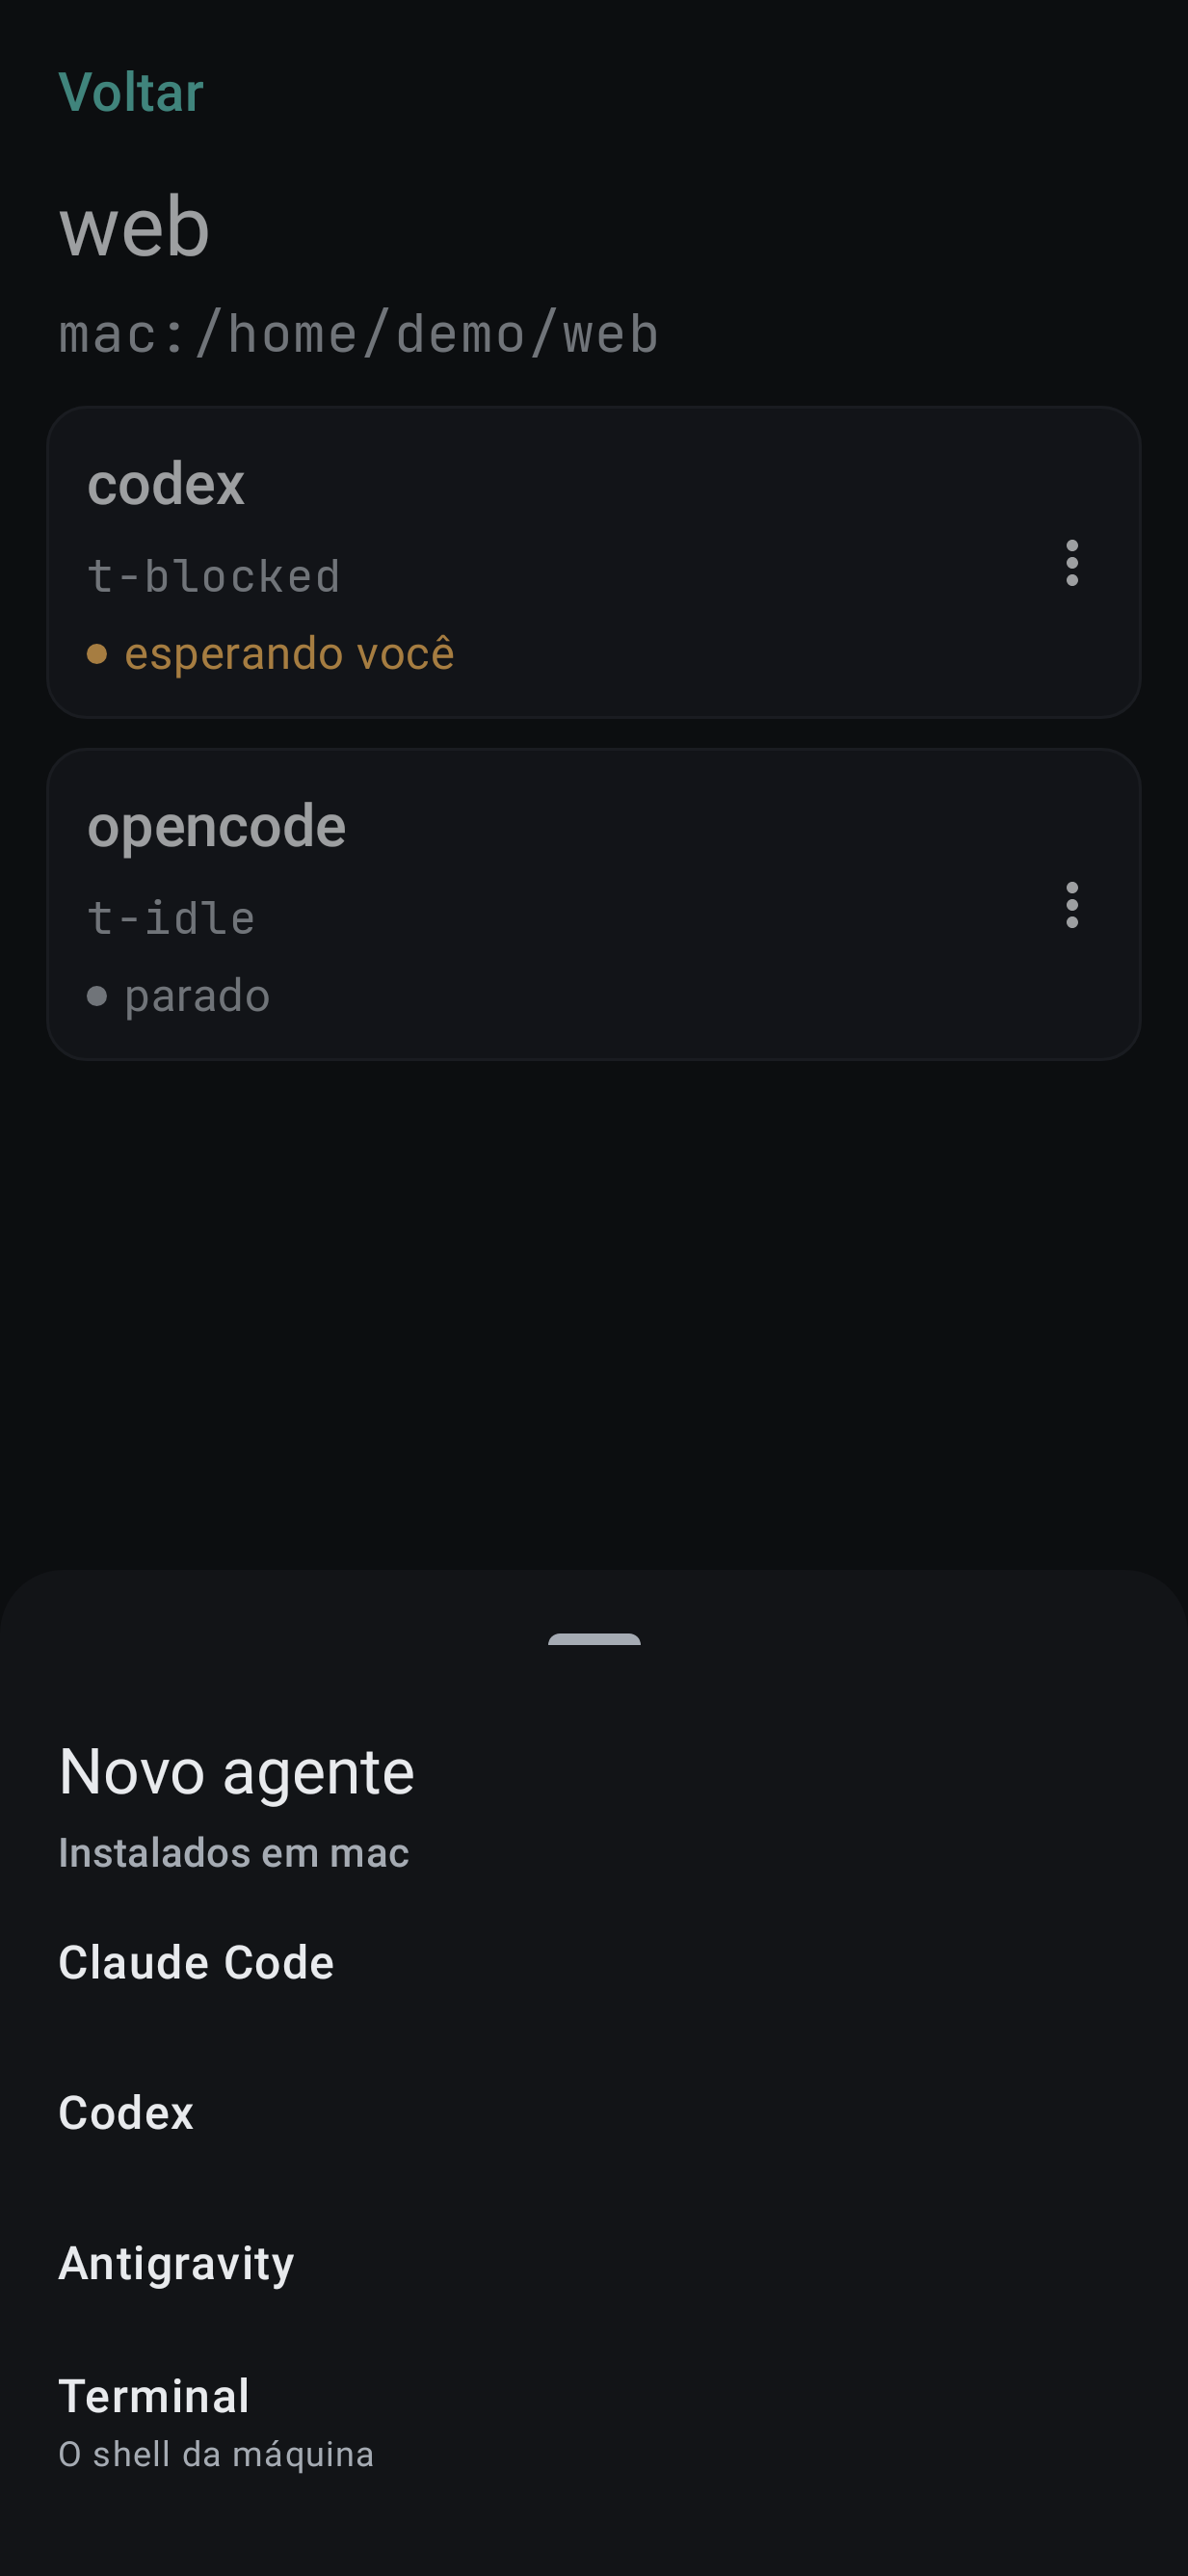 Voltar
web
mac:/home/demo/web
codex
t-blocked
esperando você
opencode
t-idle
parado
Novo agente
Instalados em mac
Claude Code
Codex
Antigravity
Terminal
O shell da máquina